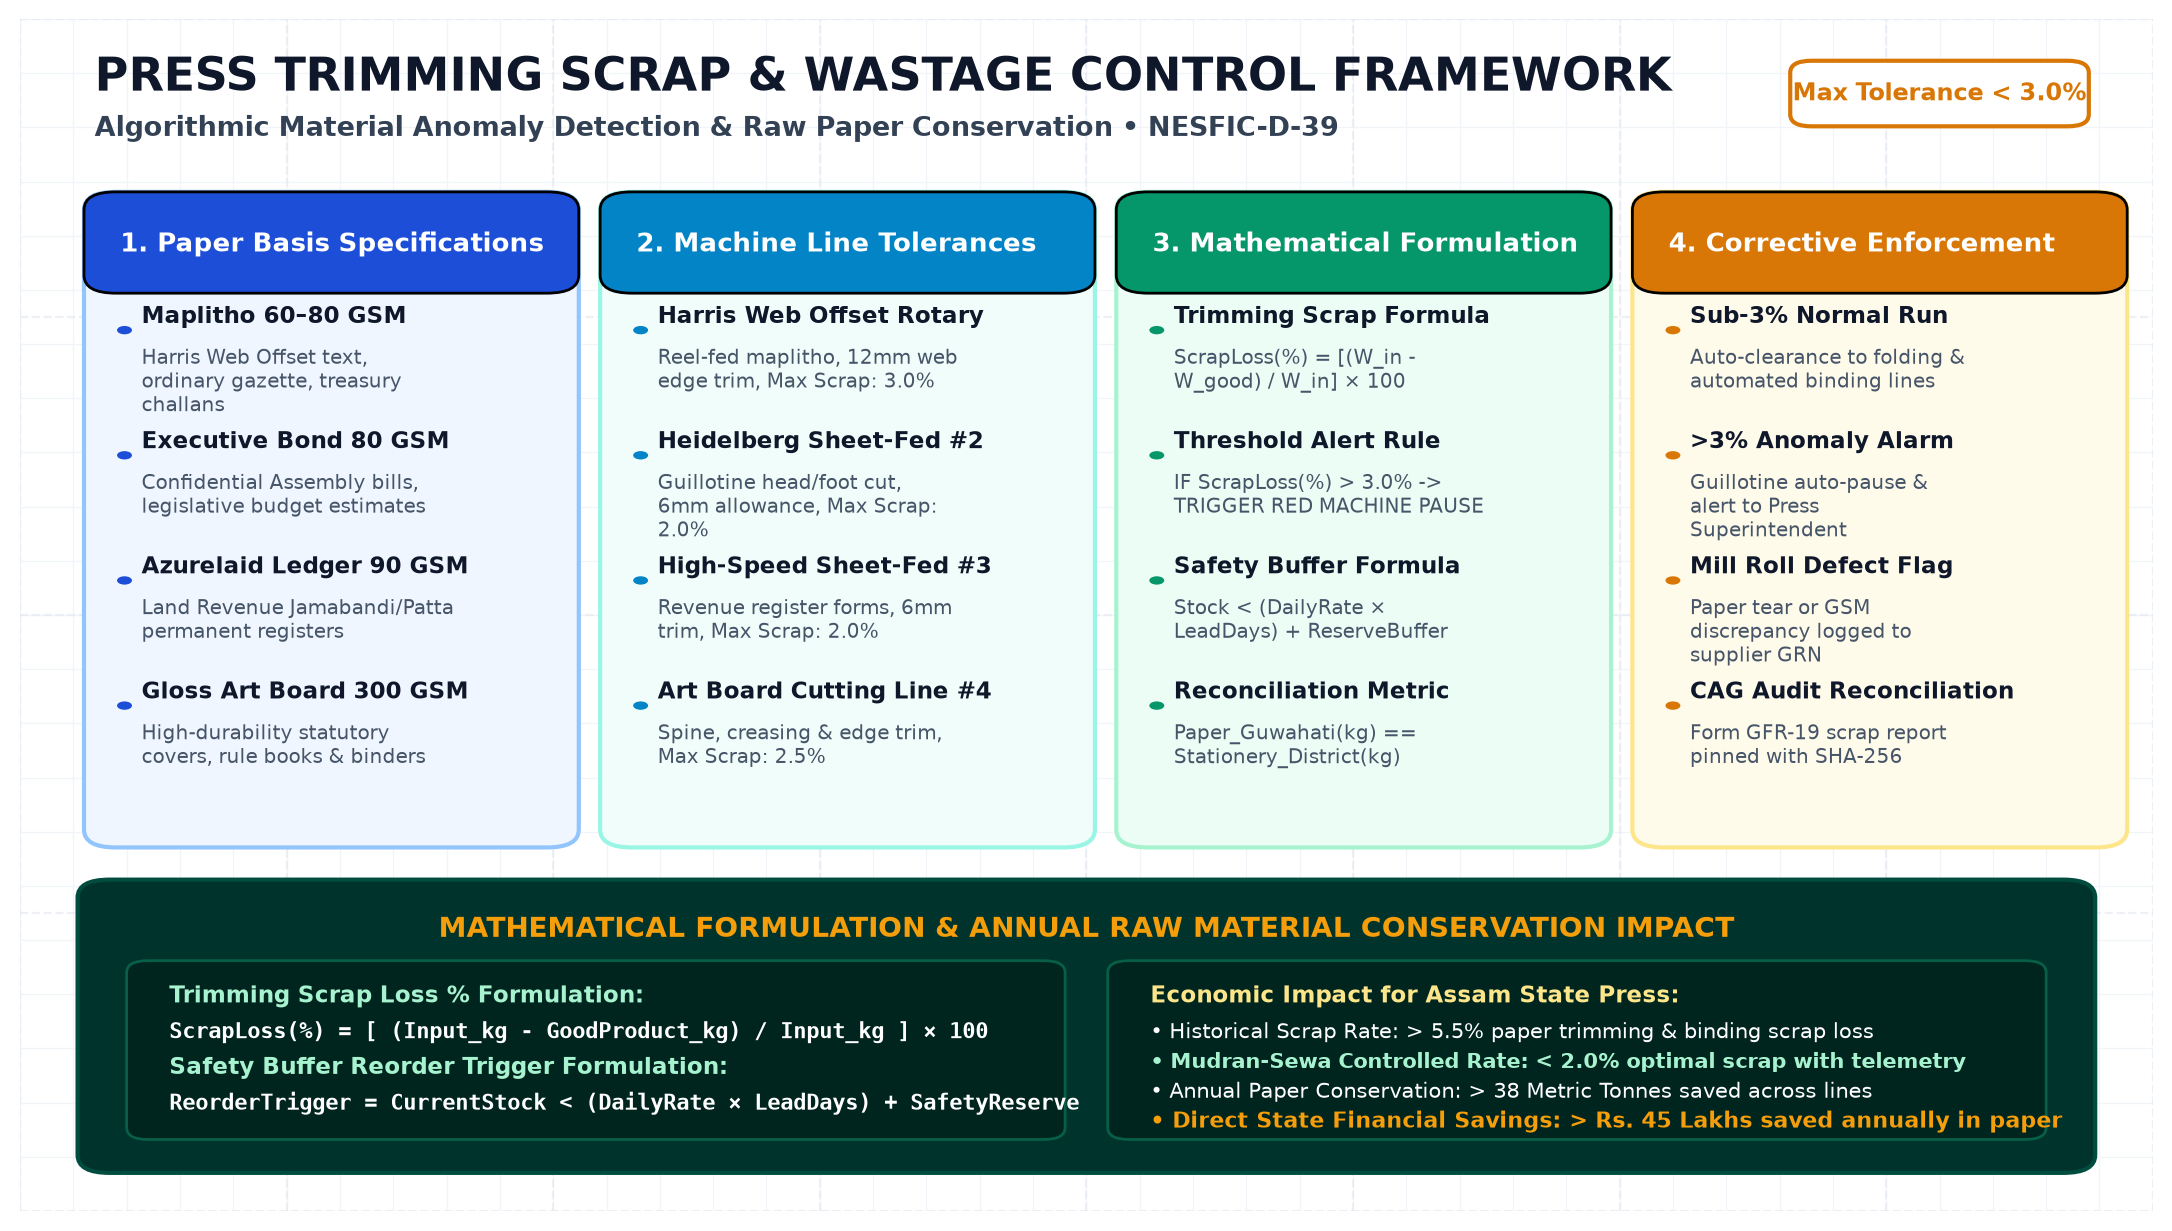 PRESS TRIMMING SCRAP & WASTAGE CONTROL FRAMEWORK
Max Tolerance < 3.0%
Algorithmic Material Anomaly Detection & Raw Paper Conservation • NESFIC-D-39
1. Paper Basis Specifications
Maplitho 60–80 GSM
Harris Web Offset text,
ordinary gazette, treasury
challans
Executive Bond 80 GSM
Confidential Assembly bills,
legislative budget estimates
Azurelaid Ledger 90 GSM
Land Revenue Jamabandi/Patta
permanent registers
Gloss Art Board 300 GSM
High-durability statutory
covers, rule books & binders
2. Machine Line Tolerances
Harris Web Offset Rotary
Reel-fed maplitho, 12mm web
edge trim, Max Scrap: 3.0%
Heidelberg Sheet-Fed #2
Guillotine head/foot cut,
6mm allowance, Max Scrap:
2.0%
High-Speed Sheet-Fed #3
Revenue register forms, 6mm
trim, Max Scrap: 2.0%
Art Board Cutting Line #4
Spine, creasing & edge trim,
Max Scrap: 2.5%
3. Mathematical Formulation
Trimming Scrap Formula
ScrapLoss(%) = [(W_in -
W_good) / W_in] × 100
Threshold Alert Rule
IF ScrapLoss(%) > 3.0% ->
TRIGGER RED MACHINE PAUSE
Safety Buffer Formula
Stock < (DailyRate ×
LeadDays) + ReserveBuffer
Reconciliation Metric
Paper_Guwahati(kg) ==
Stationery_District(kg)
4. Corrective Enforcement
Sub-3% Normal Run
Auto-clearance to folding &
automated binding lines
>3% Anomaly Alarm
Guillotine auto-pause &
alert to Press
Superintendent
Mill Roll Defect Flag
Paper tear or GSM
discrepancy logged to
supplier GRN
CAG Audit Reconciliation
Form GFR-19 scrap report
pinned with SHA-256
MATHEMATICAL FORMULATION & ANNUAL RAW MATERIAL CONSERVATION IMPACT
Trimming Scrap Loss % Formulation:
ScrapLoss(%) = [ (Input_kg - GoodProduct_kg) / Input_kg ] × 100
Safety Buffer Reorder Trigger Formulation:
ReorderTrigger = CurrentStock < (DailyRate × LeadDays) + SafetyReserve
Economic Impact for Assam State Press:
• Historical Scrap Rate: > 5.5% paper trimming & binding scrap loss
• Mudran-Sewa Controlled Rate: < 2.0% optimal scrap with telemetry
• Annual Paper Conservation: > 38 Metric Tonnes saved across lines
• Direct State Financial Savings: > Rs. 45 Lakhs saved annually in paper